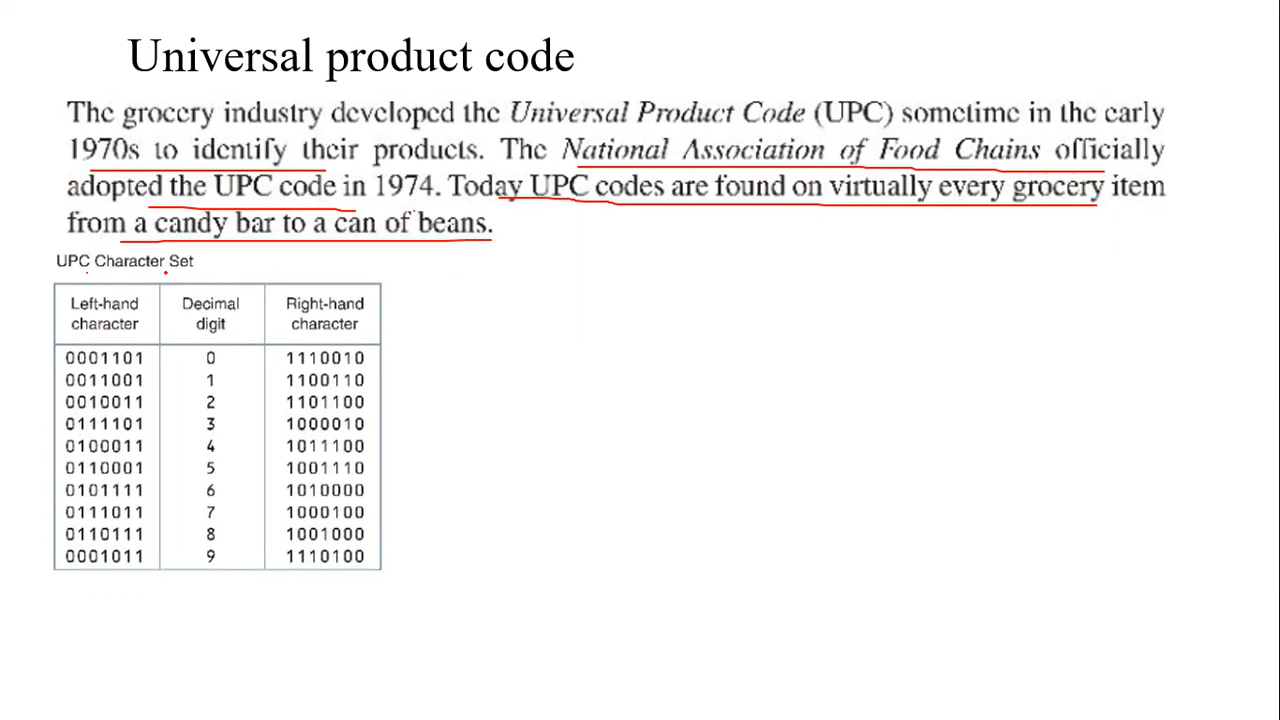 Universal product code
The grocery industry developed the Universal Product Code (UPC) sometime in the early
1970s to identify their products. The National Association of Food Chains officially
adopted the UPC code in 1974. Today UPC codes are found on virtually every grocery item
from a candy bar to a can of beans.
UPC Character Set
Left-hand character Decimal digit Right-hand character
0001101 0 1110010
0011001 1 1100110
0010011 2 1101100
0111101 3 1000010
0100011 4 1011100
0110001 5 1001110
0101111 6 1010000
0111011 7 1000100
0110111 8 1001000
0001011 9 1110100